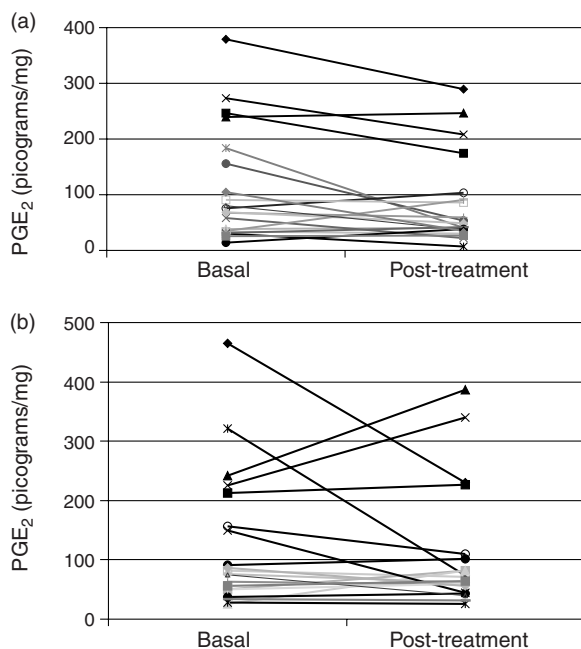 (a)
400
300
200
100
0
PGE2 (picograms/mg)
Basal Post-treatment
(b)
500
400
300
200
100
0
PGE2 (picograms/mg)
Basal Post-treatment